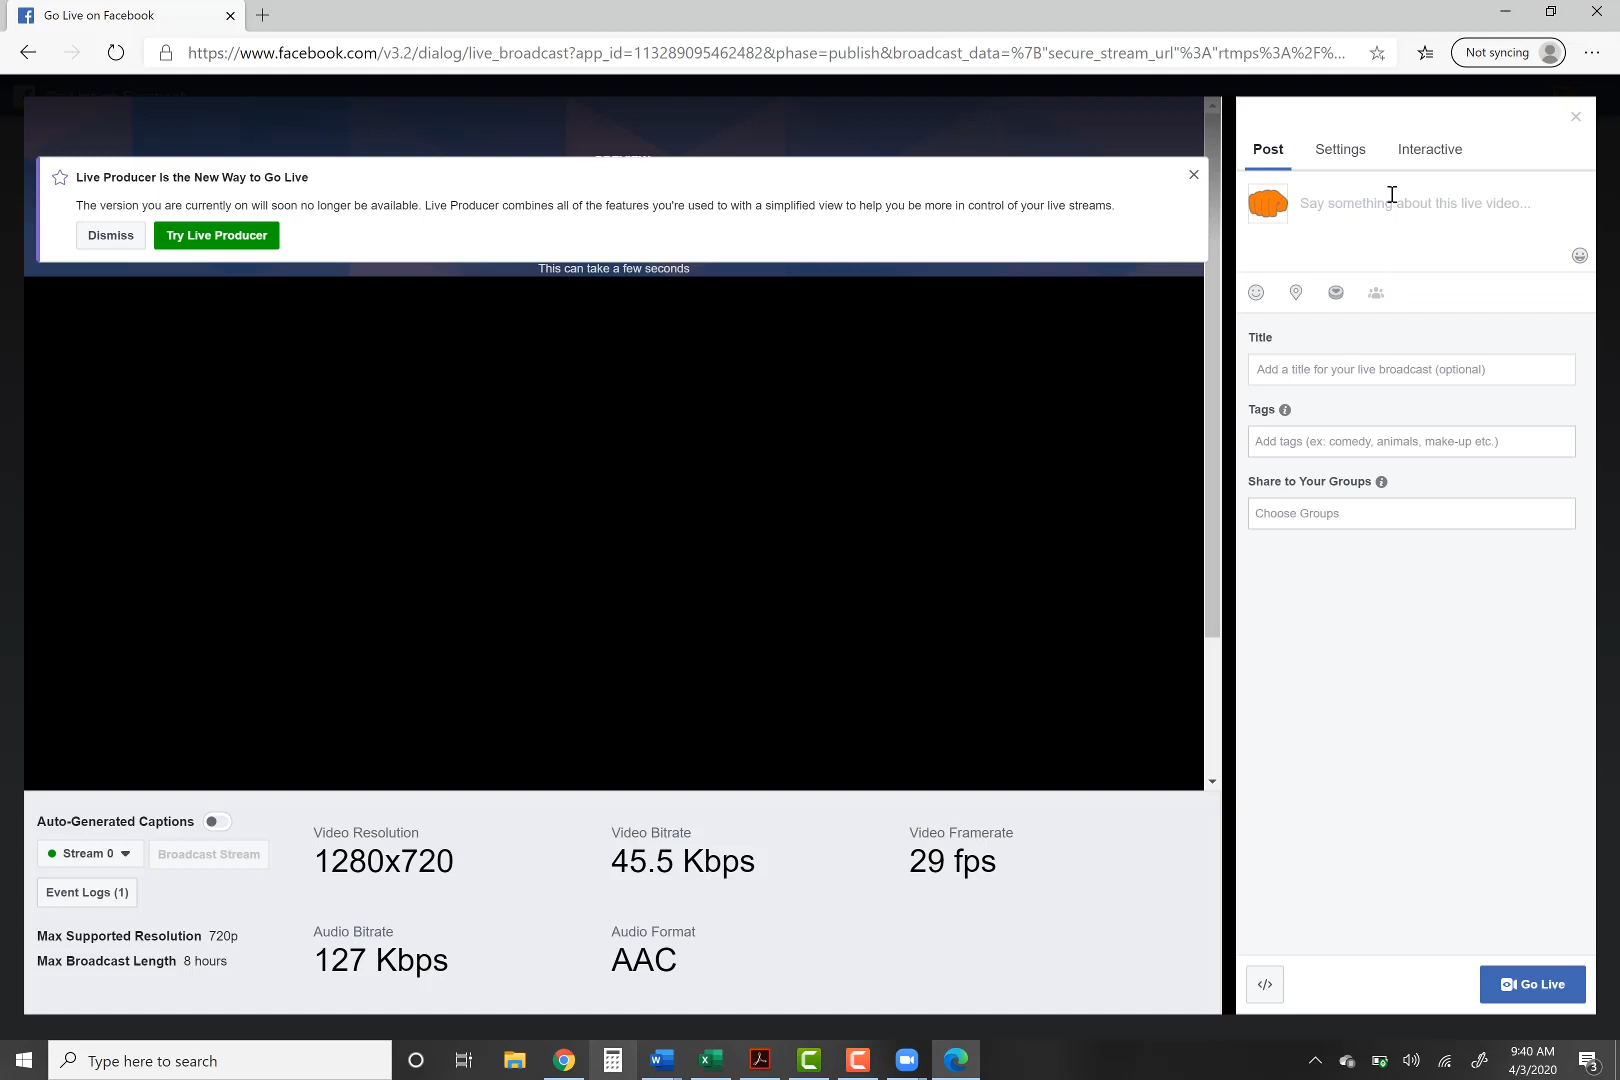 Go Live on Facebook
https://www.facebook.com/v3.2/dialog/live_broadcast?app_id=113289095462482&phase=publish&broadcast_data=%7B"secure_stream_url"%3A"rtmps%3A%2F%...
Not syncing
Live Producer Is the New Way to Go Live
The version you are currently on will soon no longer be available. Live Producer combines all of the features you're used to with a simplified view to help you be more in control of your live streams.
Dismiss
Try Live Producer
This can take a few seconds
Post
Settings
Interactive
Say something about this live video...
Title
Add a title for your live broadcast (optional)
Tags
Add tags (ex: comedy, animals, make-up etc.)
Share to Your Groups
Choose Groups
Auto-Generated Captions
Stream 0
Broadcast Stream
Event Logs (1)
Max Supported Resolution 720p
Max Broadcast Length 8 hours
Video Resolution
1280x720
Video Bitrate
45.5 Kbps
Video Framerate
29 fps
Audio Bitrate
127 Kbps
Audio Format
AAC
</>
Go Live
Type here to search
9:40 AM
4/3/2020
3